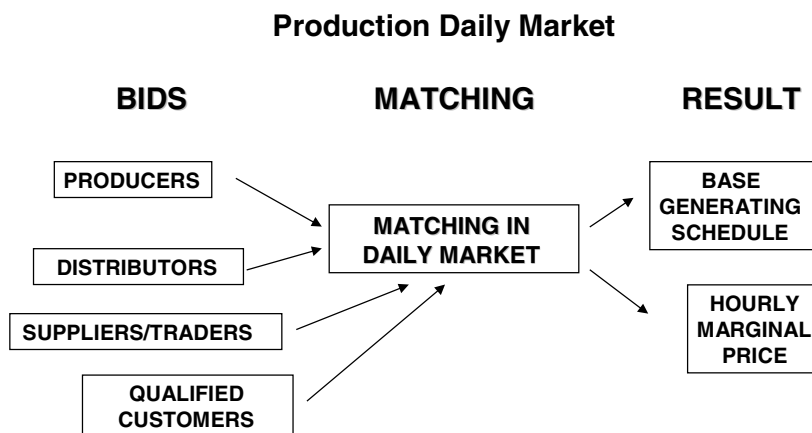 Production Daily Market
BIDS
MATCHING
RESULT
PRODUCERS
DISTRIBUTORS
SUPPLIERS/TRADERS
QUALIFIED
CUSTOMERS
MATCHING IN
DAILY MARKET
BASE
GENERATING
SCHEDULE
HOURLY
MARGINAL
PRICE